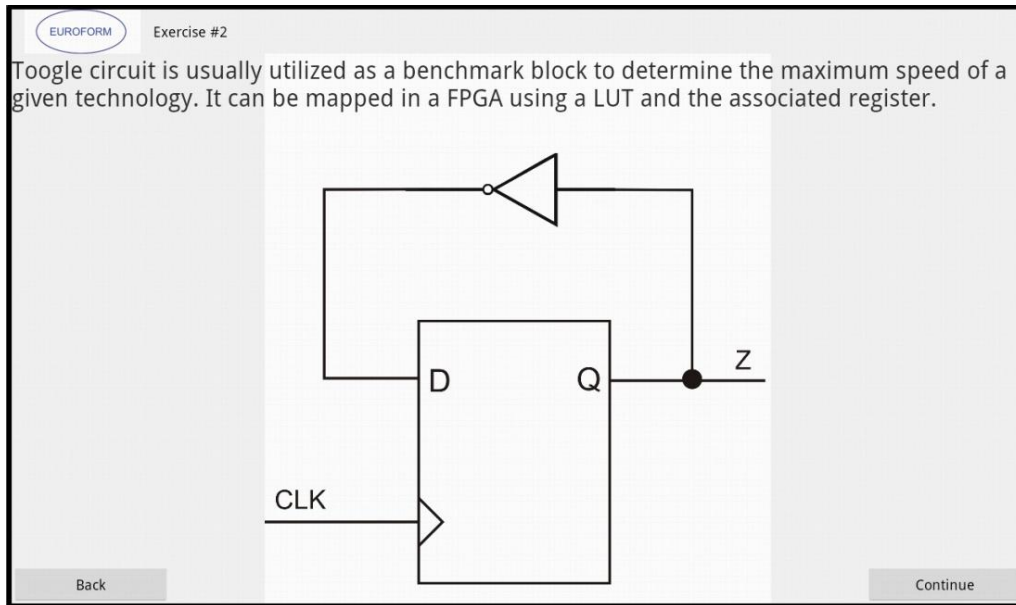 EUROFORM
Exercise #2
Toogle circuit is usually utilized as a benchmark block to determine the maximum speed of a
given technology. It can be mapped in a FPGA using a LUT and the associated register.
D
Q
Z
CLK
Back
Continue